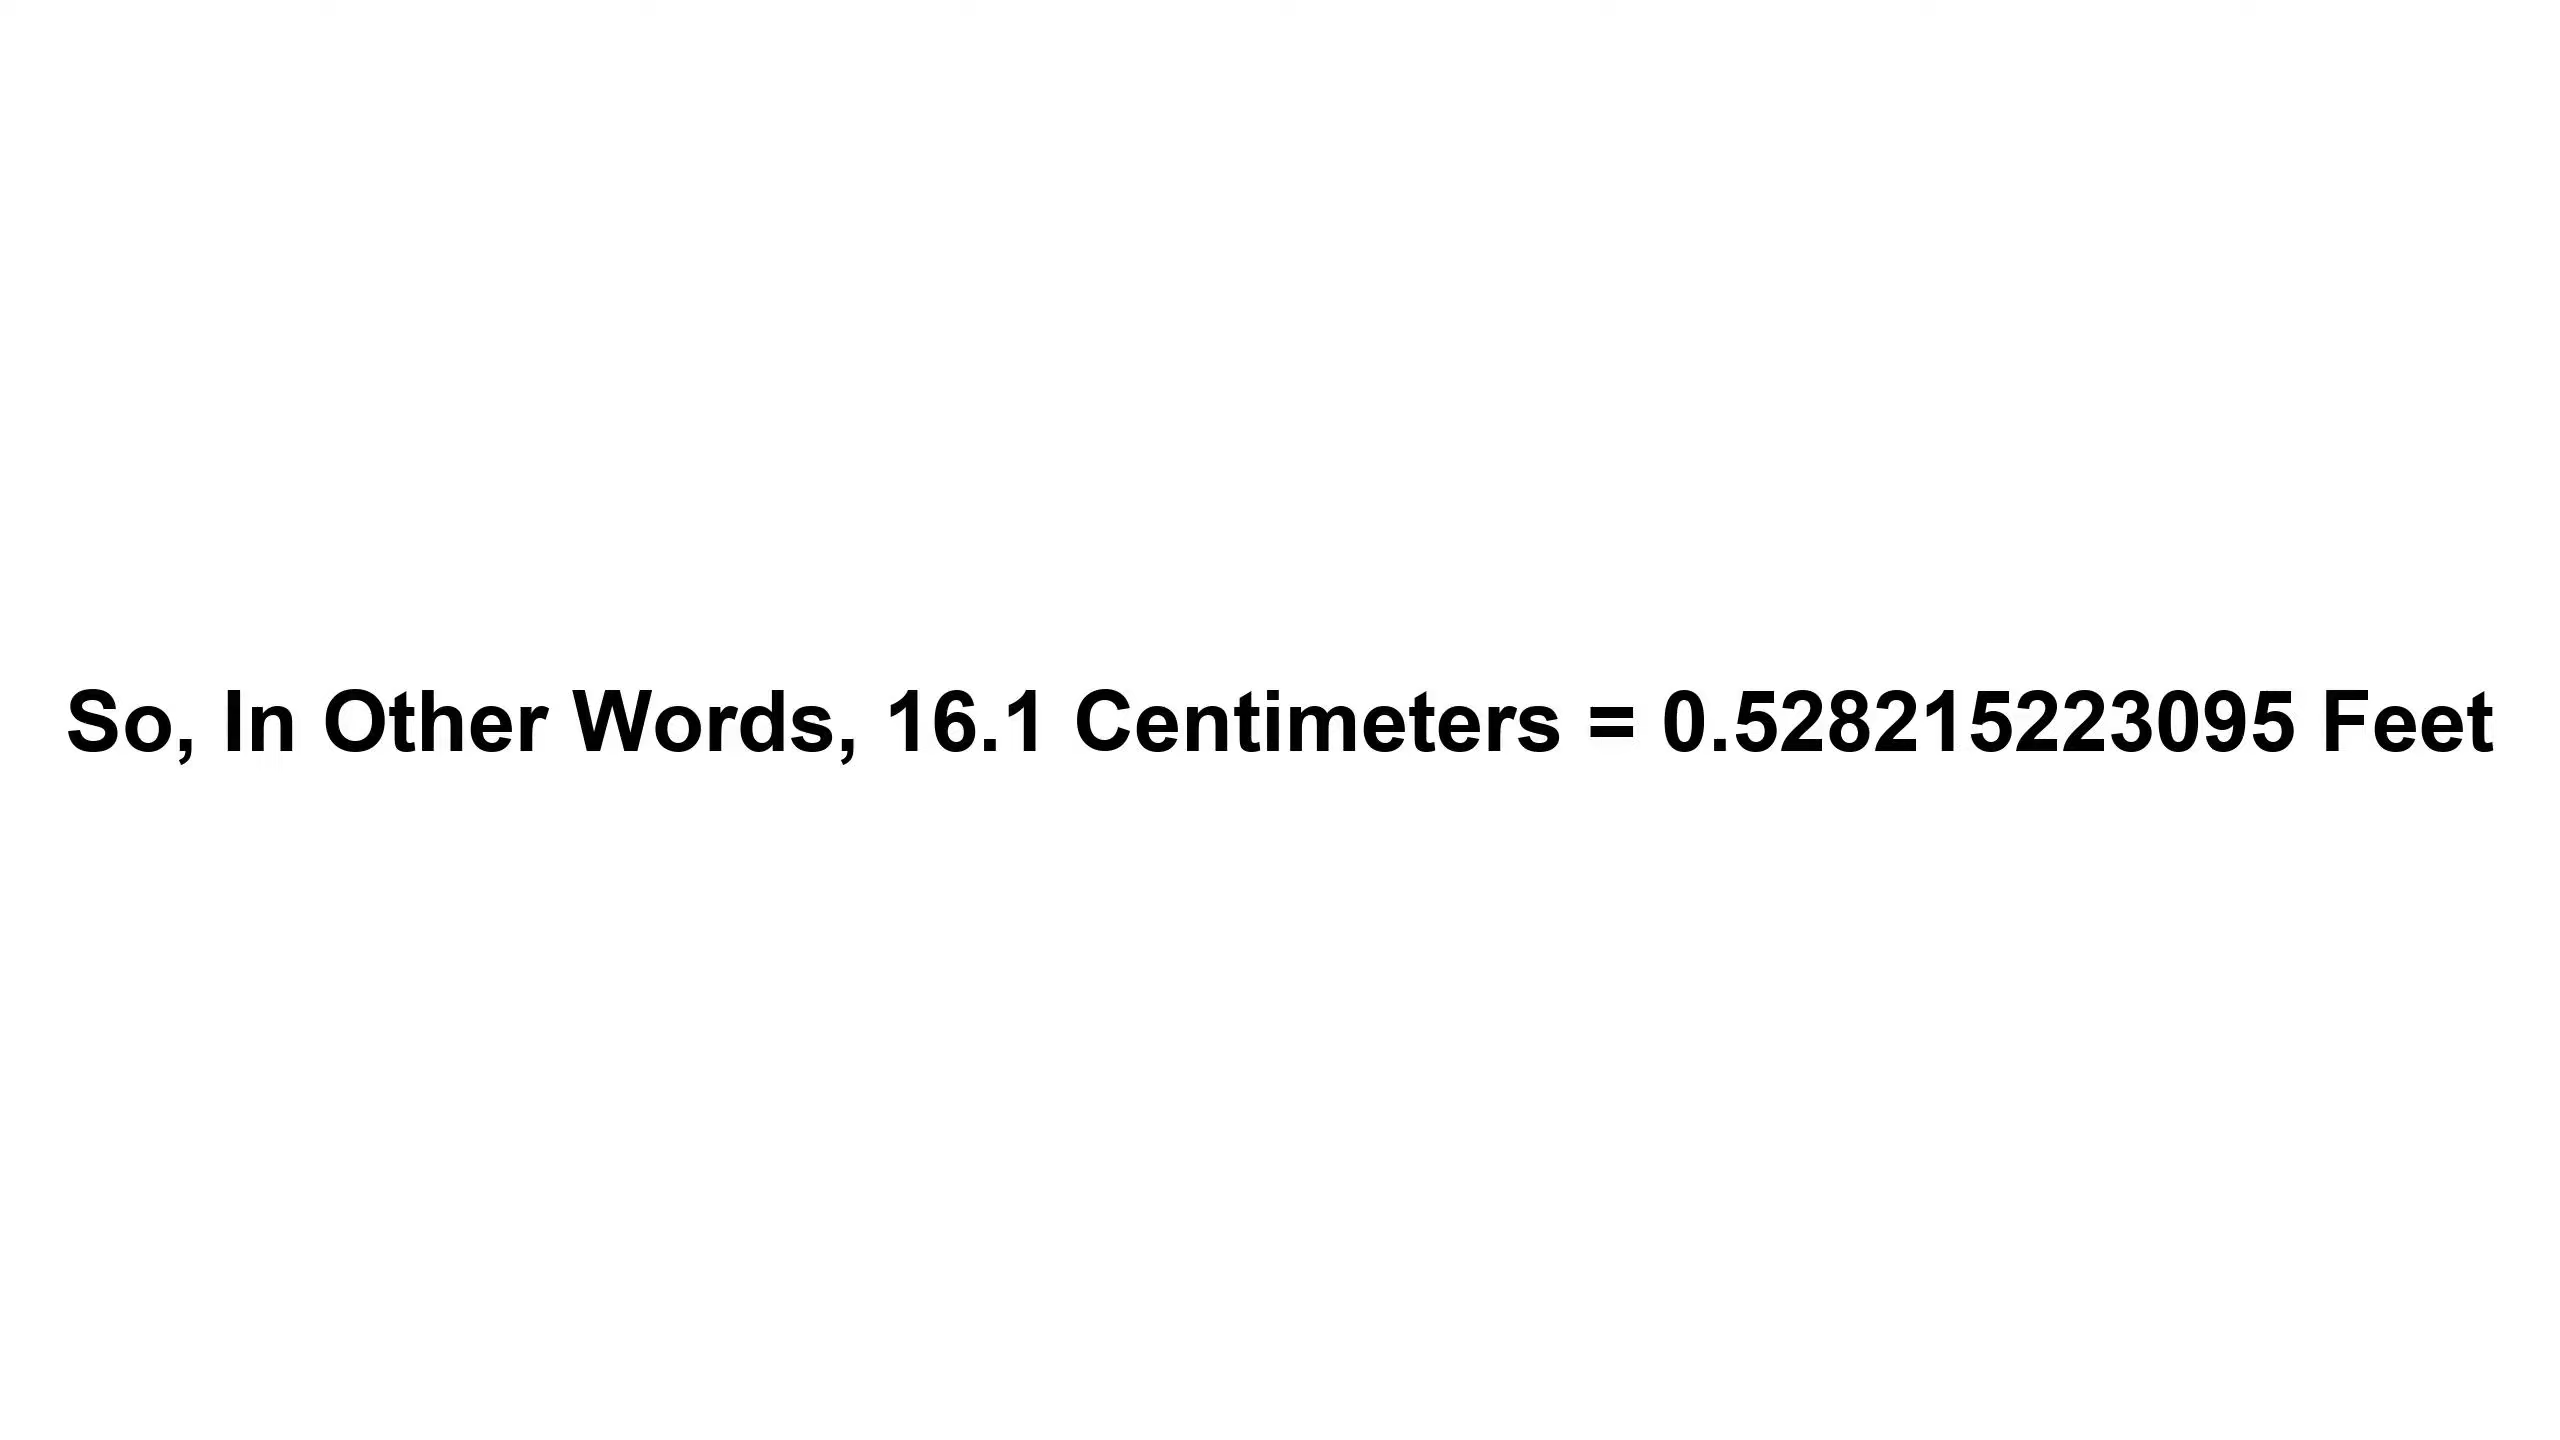 So, In Other Words, 16.1 Centimeters = 0.528215223095 Feet